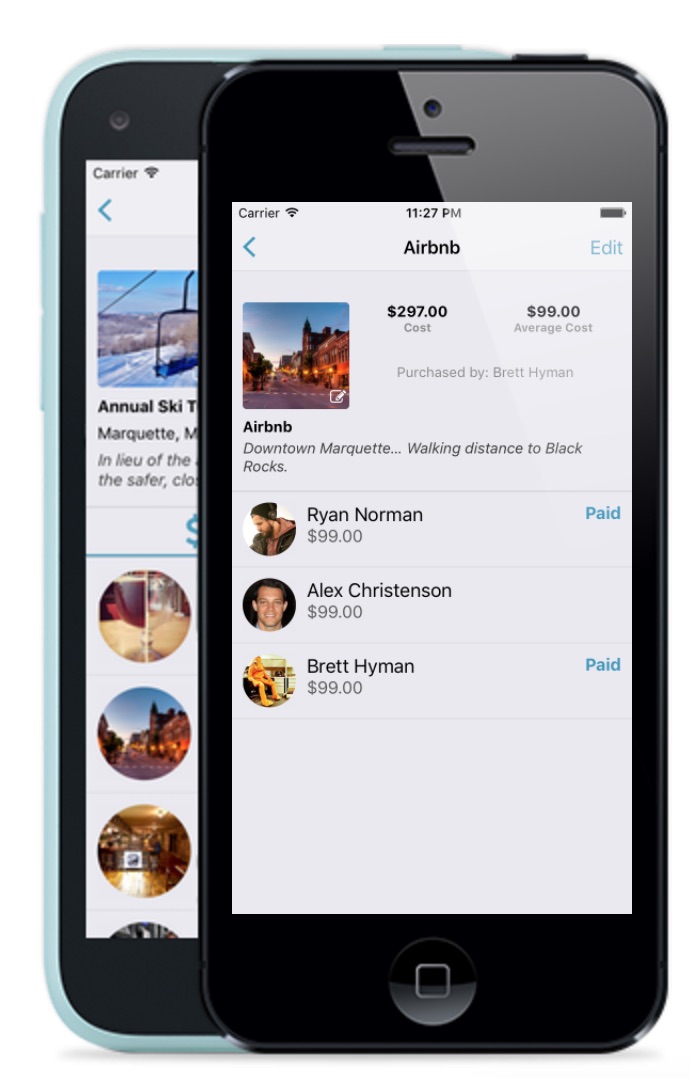 Carrier
Annual Ski T
Marquette, M
In lieu of the
the safer, clo
$
Carrier
11:27 PM
Airbnb
Edit
$297.00
$99.00
Cost
Average Cost
Purchased by: Brett Hyman
Airbnb
Downtown Marquette... Walking distance to Black
Rocks.
Ryan Norman
Paid
$99.00
Alex Christenson
$99.00
Brett Hyman
Paid
$99.00